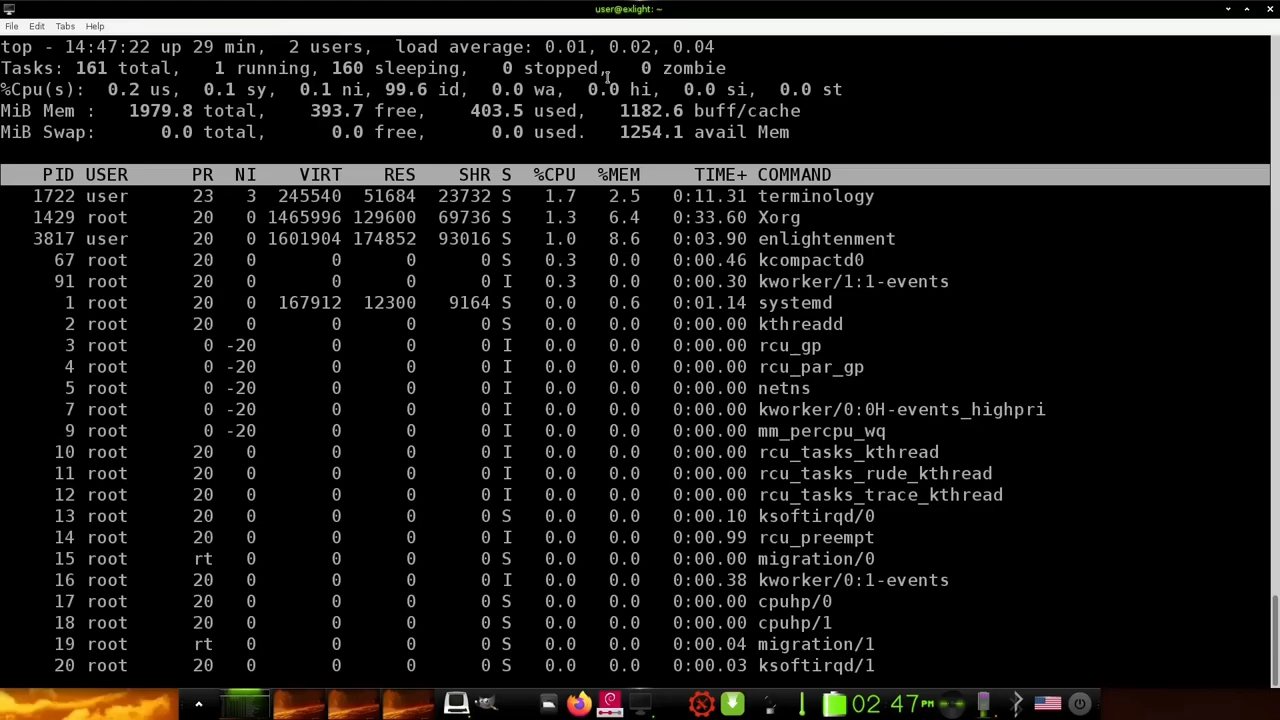 user@exlight: ~
File Edit Tabs Help
top - 14:47:22 up 29 min,  2 users,  load average: 0.01, 0.02, 0.04
Tasks: 161 total,   1 running, 160 sleeping,   0 stopped,   0 zombie
%Cpu(s):  0.2 us,  0.1 sy,  0.1 ni, 99.6 id,  0.0 wa,  0.0 hi,  0.0 si,  0.0 st
MiB Mem :   1979.8 total,    393.7 free,    403.5 used,   1182.6 buff/cache
MiB Swap:      0.0 total,      0.0 free,      0.0 used.   1254.1 avail Mem
PID USER      PR  NI    VIRT    RES    SHR S  %CPU  %MEM     TIME+ COMMAND
1722 user      23   3  245540  51684  23732 S   1.7   2.5   0:11.31 terminology
1429 root      20   0 1465996 129600  69736 S   1.3   6.4   0:33.60 Xorg
3817 user      20   0 1601904 174852  93016 S   1.0   8.6   0:03.90 enlightenment
67 root      20   0       0      0      0 S   0.3   0.0   0:00.46 kcompactd0
91 root      20   0       0      0      0 I   0.3   0.0   0:00.30 kworker/1:1-events
1 root      20   0  167912  12300   9164 S   0.0   0.6   0:01.14 systemd
2 root      20   0       0      0      0 S   0.0   0.0   0:00.00 kthreadd
3 root       0 -20       0      0      0 I   0.0   0.0   0:00.00 rcu_gp
4 root       0 -20       0      0      0 I   0.0   0.0   0:00.00 rcu_par_gp
5 root       0 -20       0      0      0 I   0.0   0.0   0:00.00 netns
7 root       0 -20       0      0      0 I   0.0   0.0   0:00.00 kworker/0:0H-events_highpri
9 root       0 -20       0      0      0 I   0.0   0.0   0:00.00 mm_percpu_wq
10 root      20   0       0      0      0 I   0.0   0.0   0:00.00 rcu_tasks_kthread
11 root      20   0       0      0      0 I   0.0   0.0   0:00.00 rcu_tasks_rude_kthread
12 root      20   0       0      0      0 I   0.0   0.0   0:00.00 rcu_tasks_trace_kthread
13 root      20   0       0      0      0 S   0.0   0.0   0:00.10 ksoftirqd/0
14 root      20   0       0      0      0 I   0.0   0.0   0:00.99 rcu_preempt
15 root      rt   0       0      0      0 S   0.0   0.0   0:00.00 migration/0
16 root      20   0       0      0      0 I   0.0   0.0   0:00.38 kworker/0:1-events
17 root      20   0       0      0      0 S   0.0   0.0   0:00.00 cpuhp/0
18 root      20   0       0      0      0 S   0.0   0.0   0:00.00 cpuhp/1
19 root      rt   0       0      0      0 S   0.0   0.0   0:00.04 migration/1
20 root      20   0       0      0      0 S   0.0   0.0   0:00.03 ksoftirqd/1
02 47PM